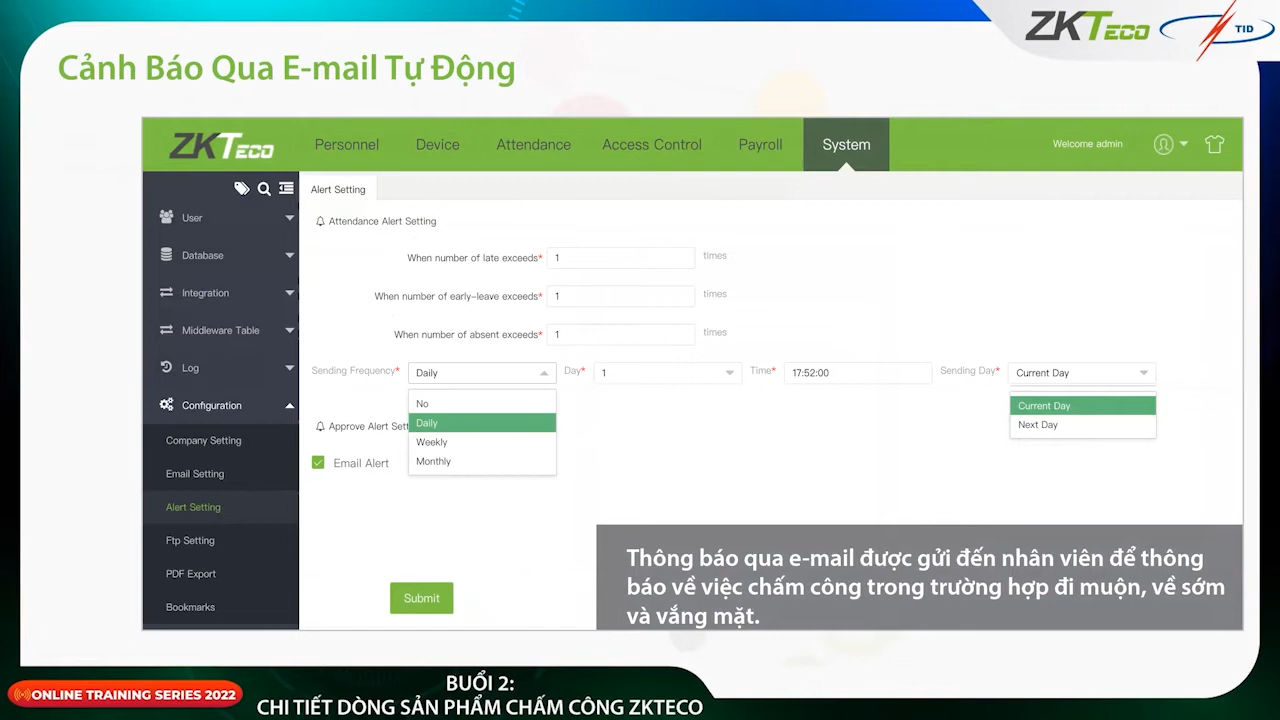 ZKTECO
TID
Cảnh Báo Qua E-mail Tự Động
ZKTECO
Personnel
Device
Attendance
Access Control
Payroll
System
Welcome admin
Alert Setting
User
Database
Integration
Middleware Table
Log
Configuration
Company Setting
Email Setting
Alert Setting
Ftp Setting
PDF Export
Bookmarks
Attendance Alert Setting
When number of late exceeds* 1 times
When number of early-leave exceeds* 1 times
When number of absent exceeds* 1 times
Sending Frequency* Daily Day* 1 Time* 17:52:00 Sending Day* Current Day
No
Daily
Weekly
Monthly
Current Day
Next Day
Approve Alert Sett
Email Alert
Submit
Thông báo qua e-mail được gửi đến nhân viên để thông
báo về việc chấm công trong trường hợp đi muộn, về sớm
và vắng mặt.
ONLINE TRAINING SERIES 2022
BUỔI 2:
CHI TIẾT DÒNG SẢN PHẨM CHẤM CÔNG ZKTECO